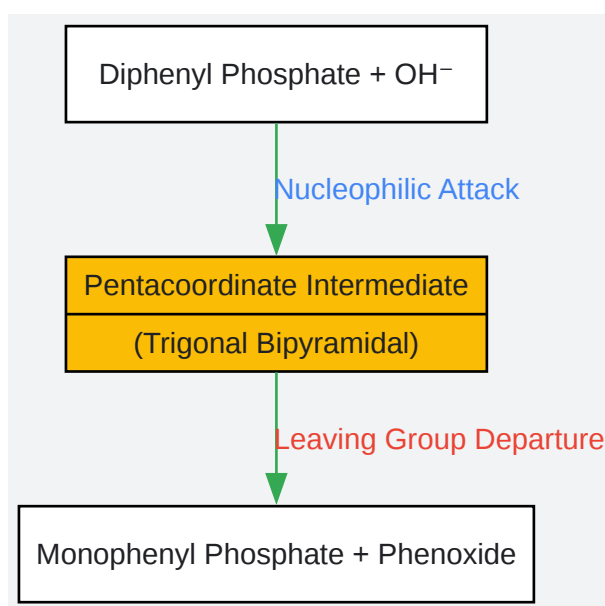 Diphenyl Phosphate + OH⁻
Nucleophilic Attack
Pentacoordinate Intermediate
(Trigonal Bipyramidal)
Leaving Group Departure
Monophenyl Phosphate + Phenoxide